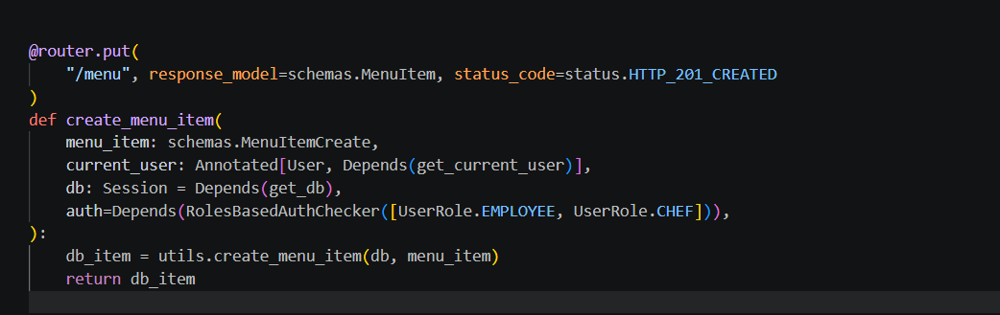 @router.put(
    "/menu", response_model=schemas.MenuItem, status_code=status.HTTP_201_CREATED
)
def create_menu_item(
    menu_item: schemas.MenuItemCreate,
    current_user: Annotated[User, Depends(get_current_user)],
    db: Session = Depends(get_db),
    auth=Depends(RolesBasedAuthChecker([UserRole.EMPLOYEE, UserRole.CHEF])),
):
    db_item = utils.create_menu_item(db, menu_item)
    return db_item